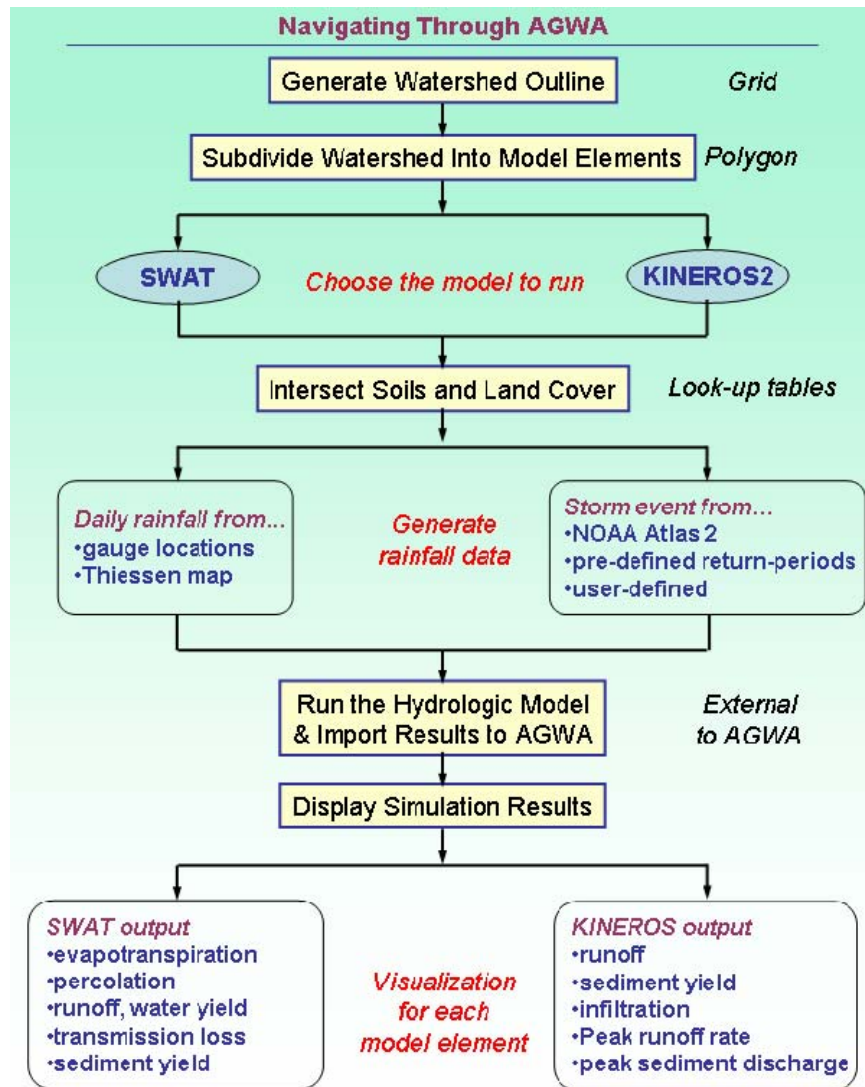 Navigating Through AGWA
Generate Watershed Outline
Grid
Subdivide Watershed Into Model Elements
Polygon
SWAT
Choose the model to run
KINEROS2
Intersect Soils and Land Cover
Look-up tables
Daily rainfall from...
•gauge locations
•Thiessen map
Generate
rainfall data
Storm event from...
•NOAA Atlas 2
•pre-defined return-periods
•user-defined
Run the Hydrologic Model
& Import Results to AGWA
External
to AGWA
Display Simulation Results
SWAT output
•evapotranspiration
•percolation
•runoff, water yield
•transmission loss
•sediment yield
Visualization
for each
model element
KINEROS output
•runoff
•sediment yield
•infiltration
•Peak runoff rate
•peak sediment discharge